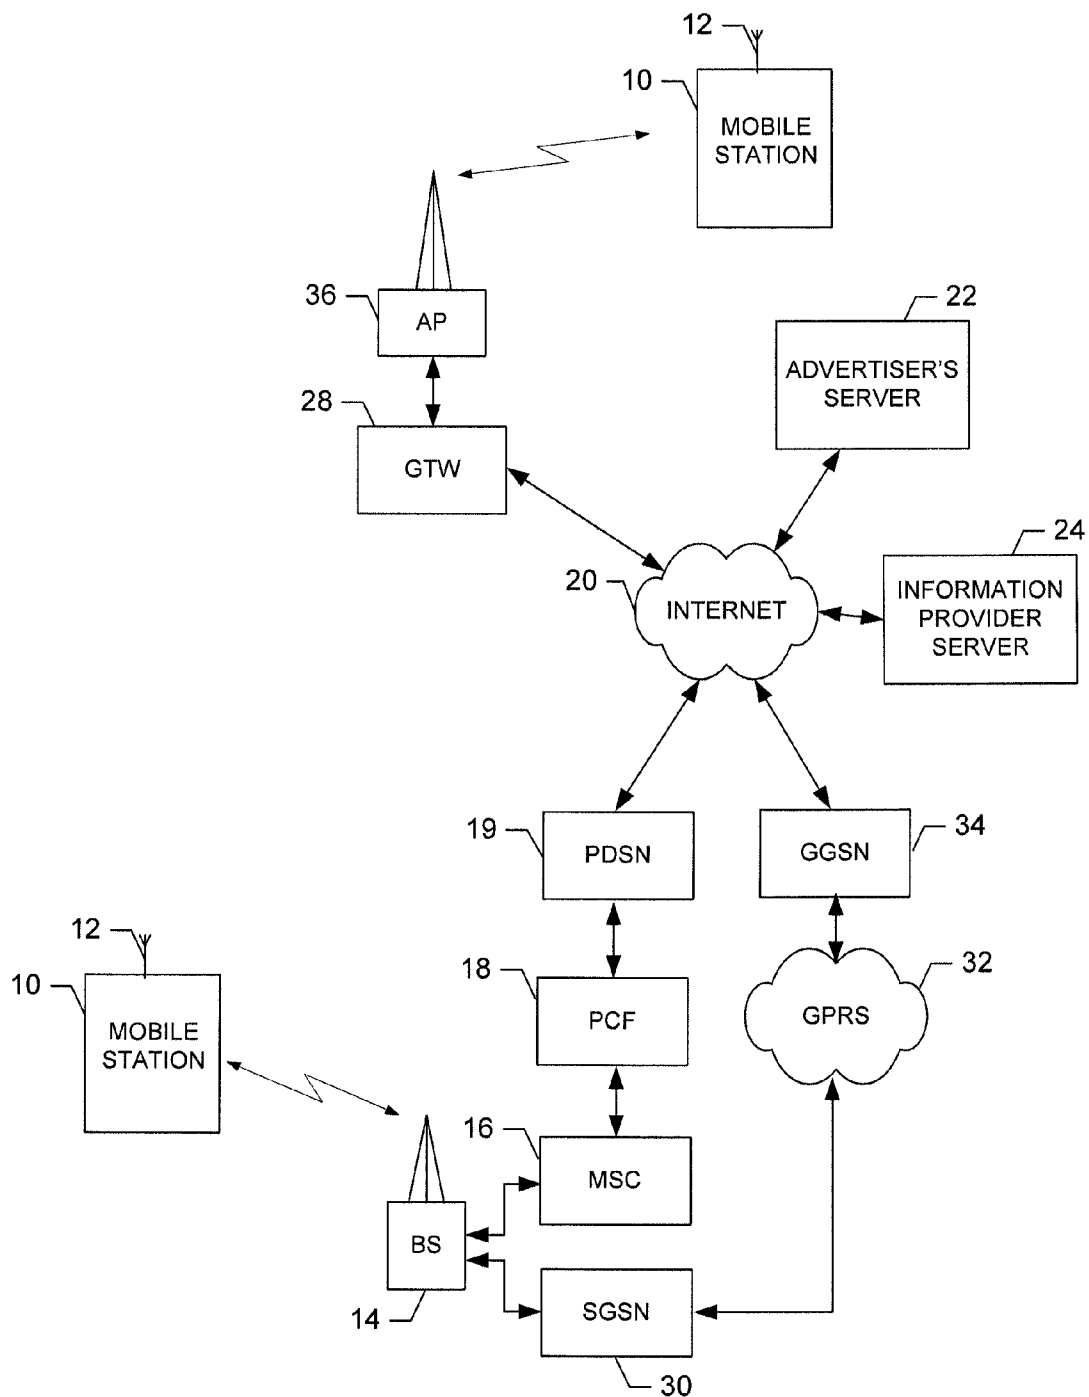 12
10
MOBILE
STATION
36
AP
22
ADVERTISER'S
SERVER
28
GTW
24
INFORMATION
PROVIDER
SERVER
20
INTERNET
19
PDSN
34
GGSN
12
10
MOBILE
STATION
18
PCF
32
GPRS
16
MSC
BS
14
SGSN
30